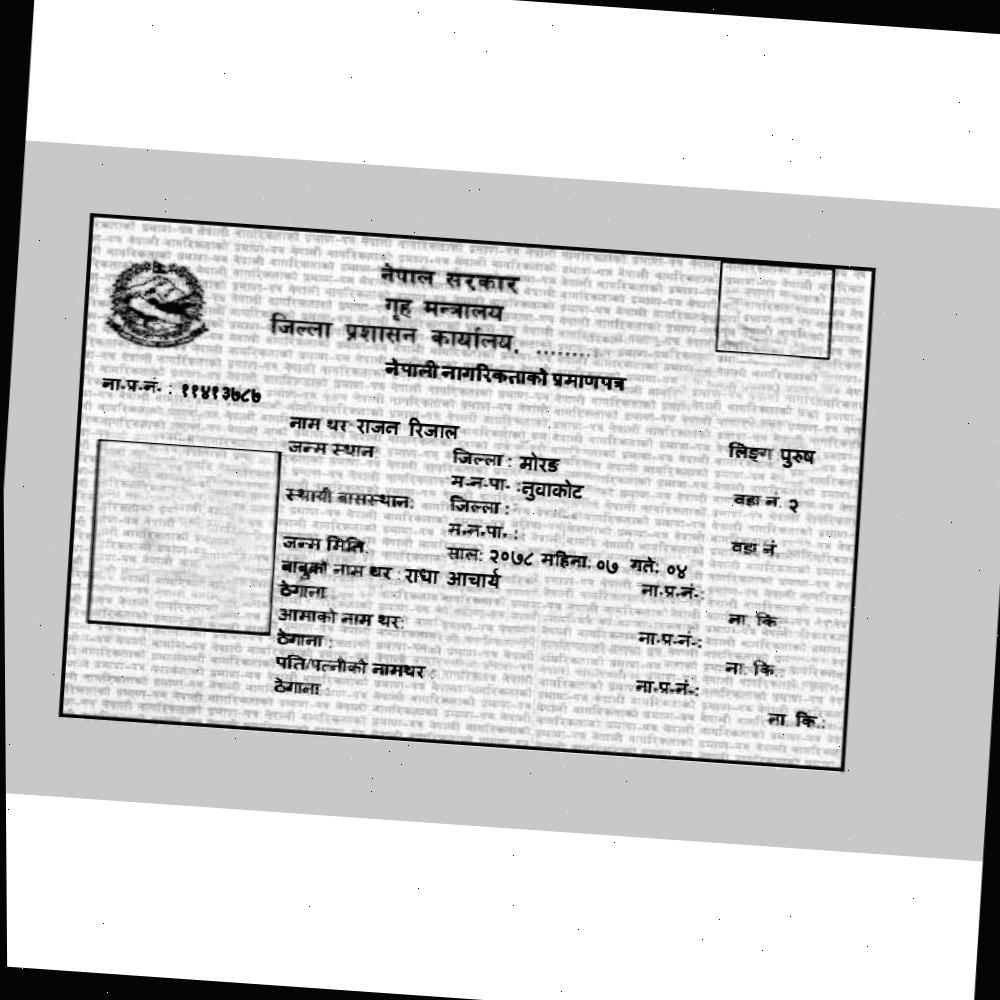 नेपाल सरकार
गृह मन्त्रालय
जिल्ला प्रशासन कार्यालय, ........
नेपाली नागरिकताको प्रमाणपत्र
ना.प्र.नं. : ११४१३७८७
नाम थर: राजन रिजाल लिङ्ग पुरुष
जन्म स्थान: जिल्ला : मोरङ
म.न.पा. :नुवाकोट वडा नं. २
स्थायी बासस्थान: जिल्ला :
म.न.पा. : वडा नं.
जन्म मिति: साल: २०७८ महिना: ०७ गते: ०४
बाबुको नाम थर : राधा आचार्य ना.प्र.नं.:
ठेगाना : ना. कि.:
आमाको नाम थर: ना.प्र.नं.:
ठेगाना : ना. कि.:
पति/पत्नीको नामथर : ना.प्र.नं.:
ठेगाना : ना. कि.: